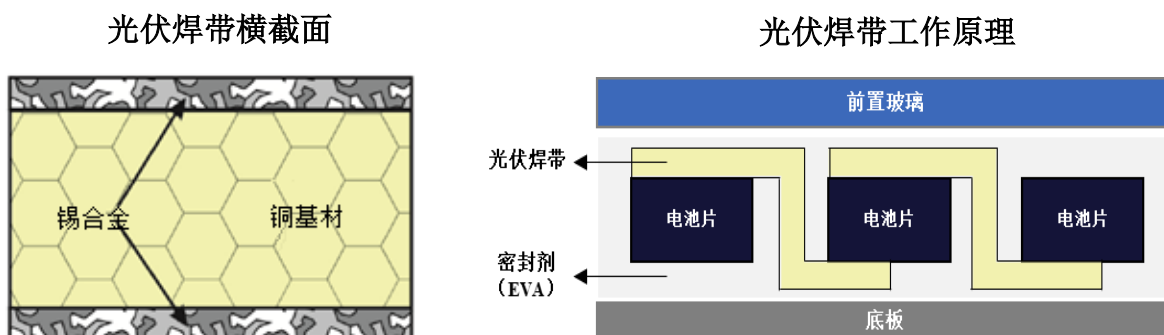 光伏焊带横截面
锡合金
铜基材
光伏焊带工作原理
前置玻璃
光伏焊带
电池片
电池片
电池片
密封剂
（EVA）
底板